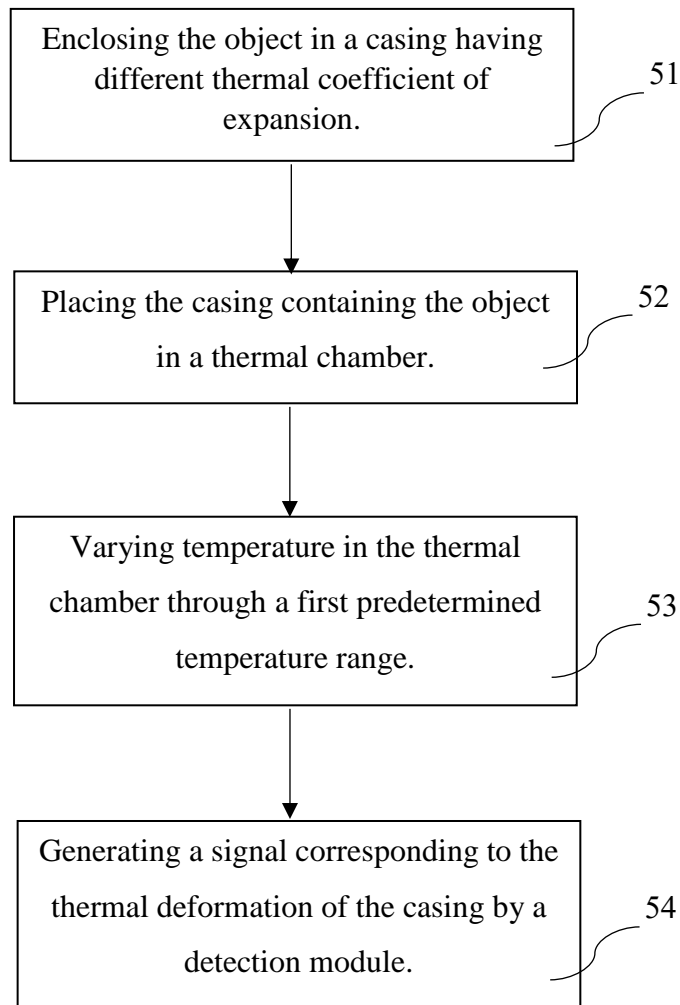 Enclosing the object in a casing having
different thermal coefficient of
expansion.
51
Placing the casing containing the object
in a thermal chamber.
52
Varying temperature in the thermal
chamber through a first predetermined
temperature range.
53
Generating a signal corresponding to the
thermal deformation of the casing by a
detection module.
54